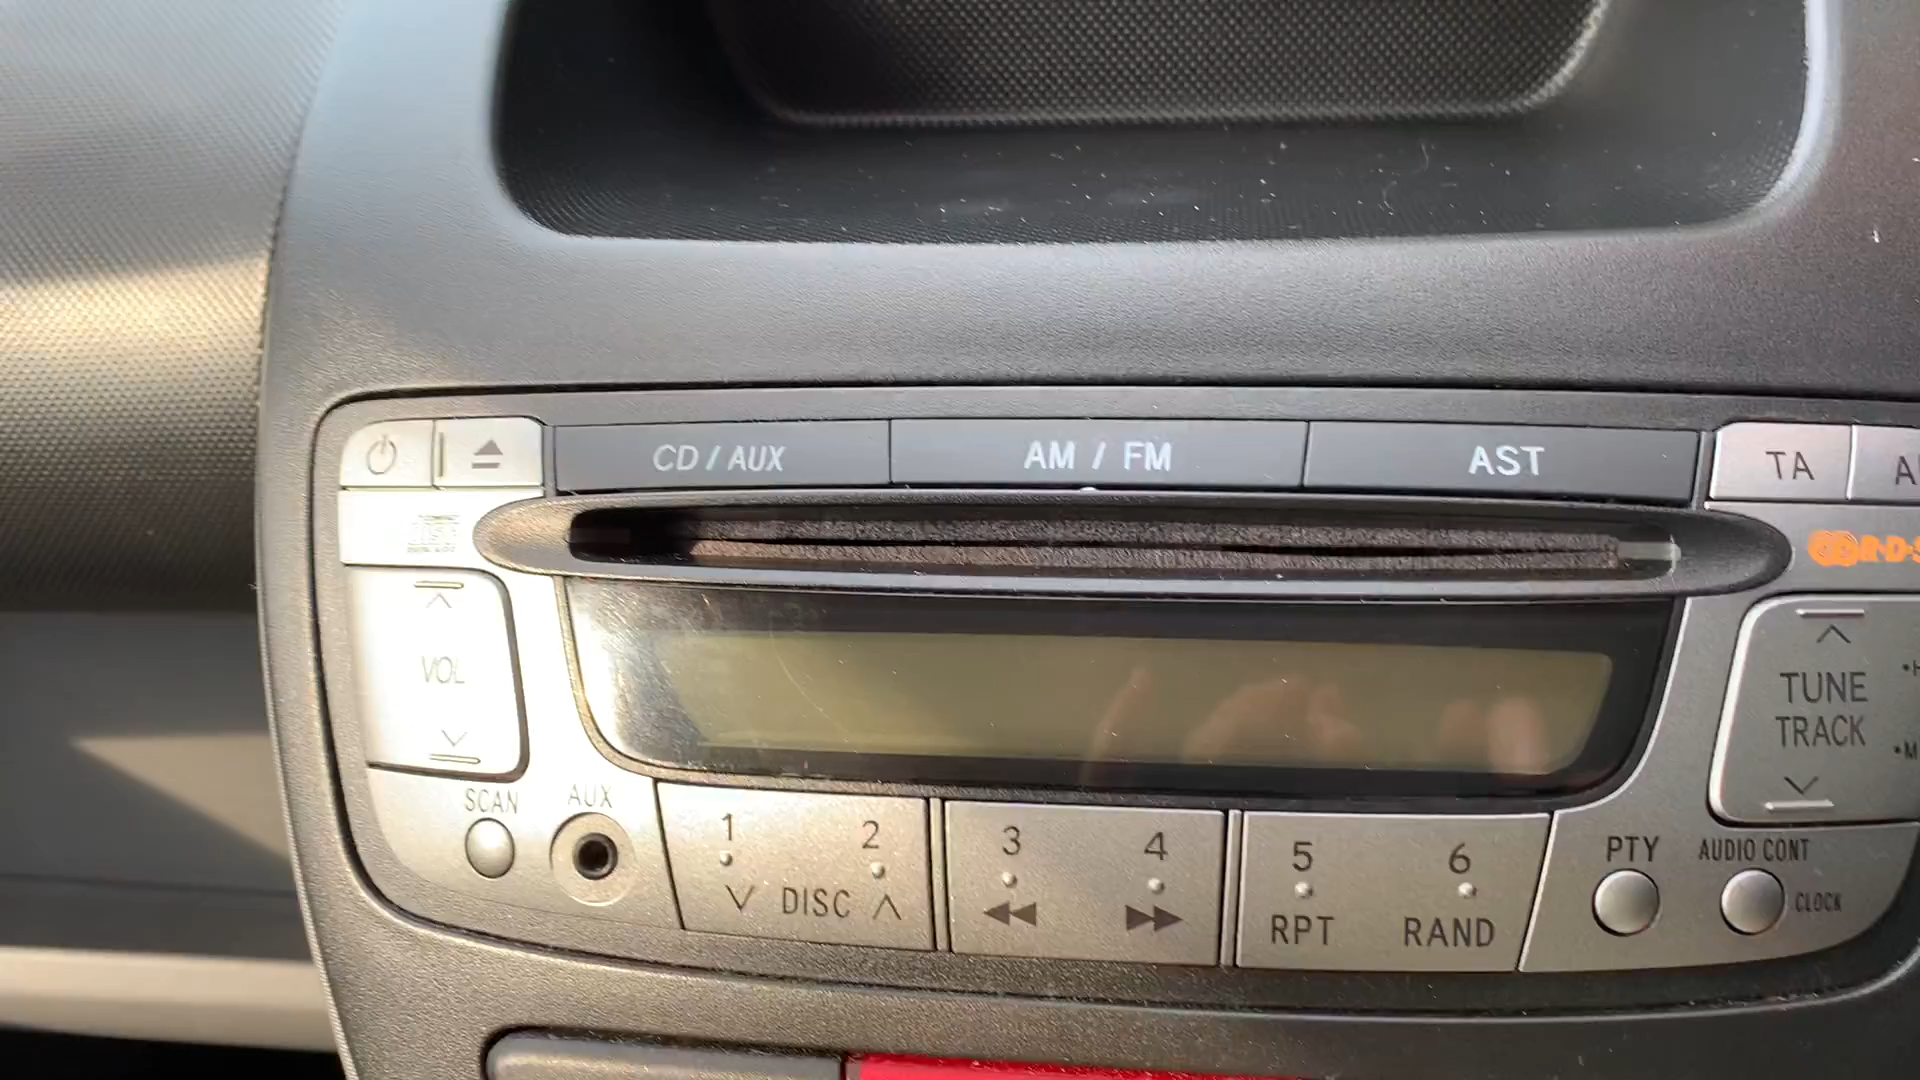 CD / AUX
AM / FM
AST
TA
R·D·S
VOL
TUNE
TRACK
SCAN
AUX
1
2
DISC
3
4
5
6
RPT
RAND
PTY
AUDIO CONT
CLOCK